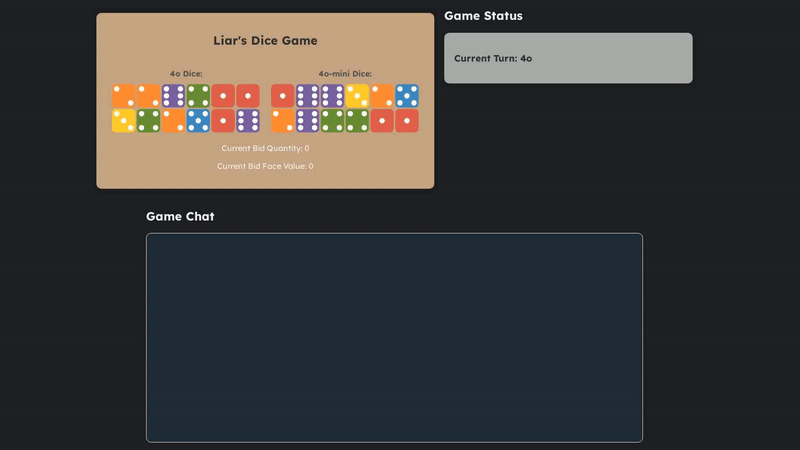 Game Status
Liar's Dice Game
Current Turn: 4o
4o Dice:
4o-mini Dice:
Current Bid Quantity: 0
Current Bid Face Value: 0
Game Chat